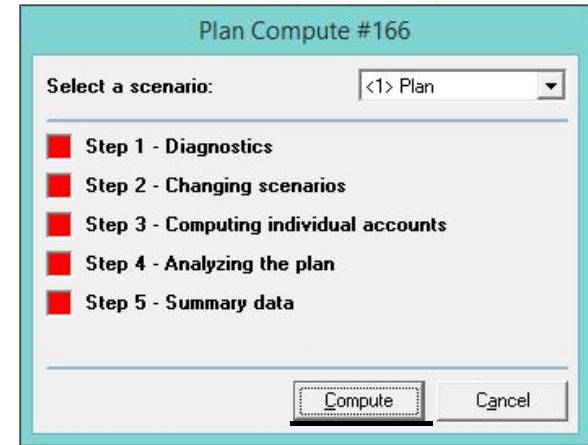 Plan Compute #166
Select a scenario: <1> Plan
Step 1 - Diagnostics
Step 2 - Changing scenarios
Step 3 - Computing individual accounts
Step 4 - Analyzing the plan
Step 5 - Summary data
Compute Cancel